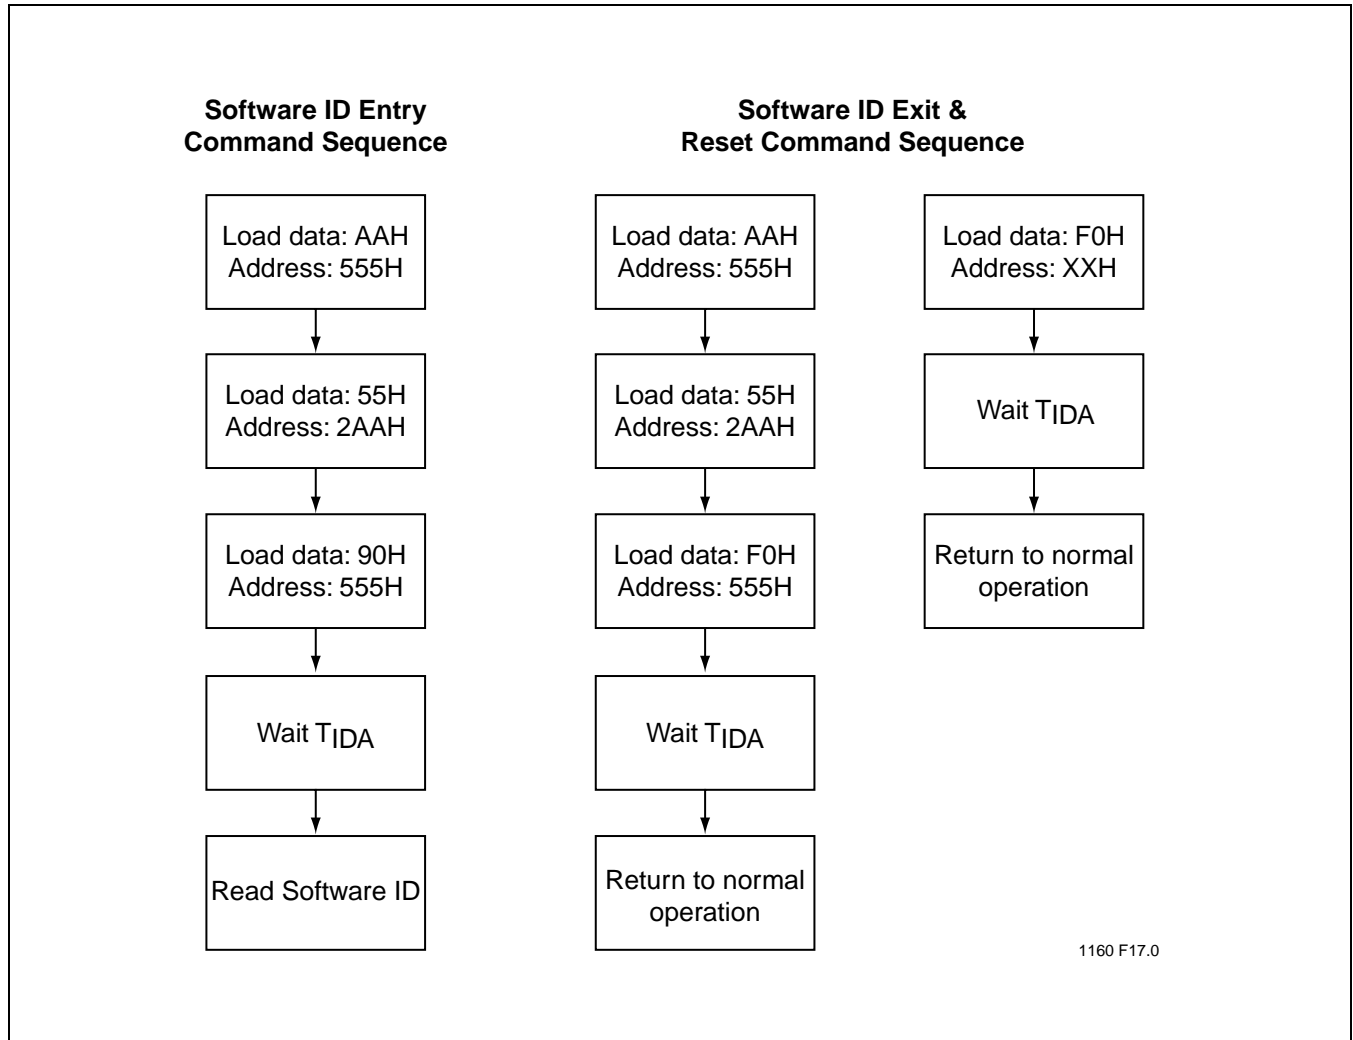 Software ID Entry
Command Sequence
Load data: AAH
Address: 555H
Load data: 55H
Address: 2AAH
Load data: 90H
Address: 555H
Wait TIDA
Read Software ID
Software ID Exit &
Reset Command Sequence
Load data: AAH
Address: 555H
Load data: 55H
Address: 2AAH
Load data: F0H
Address: 555H
Wait TIDA
Return to normal
operation
Load data: F0H
Address: XXH
Wait TIDA
Return to normal
operation
1160 F17.0